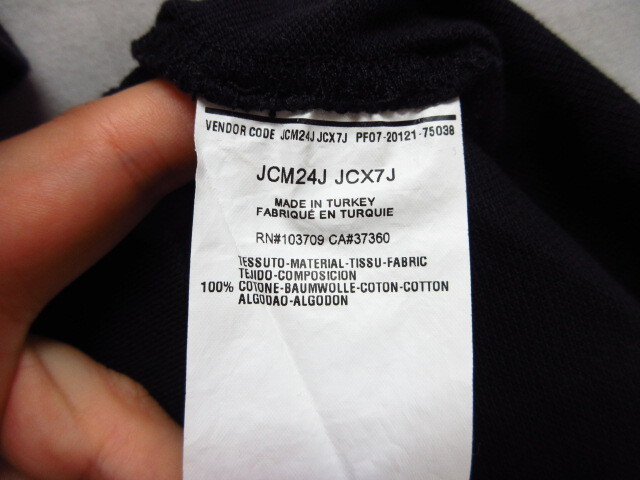 VENDOR CODE JCM24J JCX7J PF07-20121-75038
JCM24J JCX7J
MADE IN TURKEY
FABRIQUÉ EN TURQUIE
RN#103709 CA#37360
TESSUTO-MATERIAL-TISSU-FABRIC
TEJIDO-COMPOSICION
100% COTONE-BAUMWOLLE-COTON-COTTON
ALGODAO-ALGODON